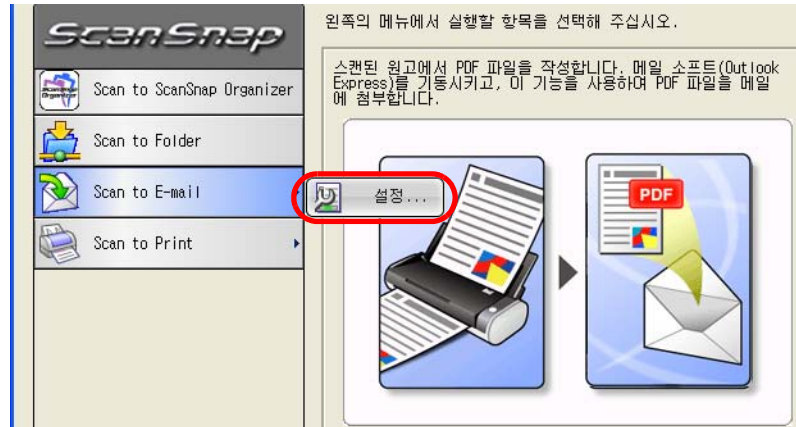 ScanSnap
Scan to ScanSnap Organizer
Scan to Folder
Scan to E-mail
Scan to Print
설정...
왼쪽의 메뉴에서 실행할 항목을 선택해 주십시오.
스캔된 원고에서 PDF 파일을 작성합니다. 메일 소프트(Outlook
Express)를 기동시키고, 이 기능을 사용하여 PDF 파일을 메일
에 첨부합니다.
PDF